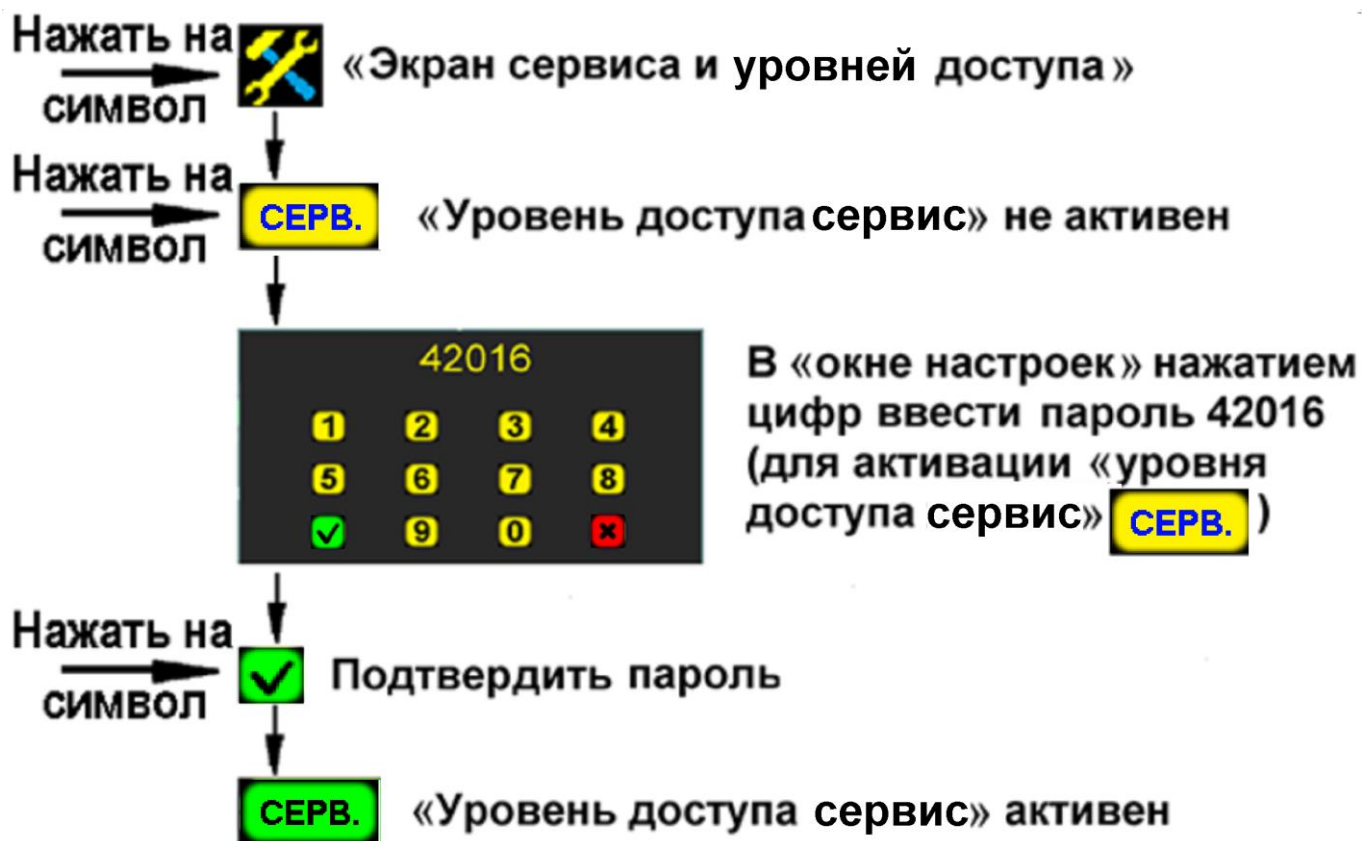 Нажать на
символ
«Экран сервиса и уровней доступа»
Нажать на
символ
СЕРВ.
«Уровень доступа сервис» не активен
42016
1 2 3 4
5 6 7 8
9 0
В «окне настроек» нажатием
цифр ввести пароль 42016
(для активации «уровня
доступа сервис» СЕРВ. )
Нажать на
символ
Подтвердить пароль
СЕРВ.
«Уровень доступа сервис» активен